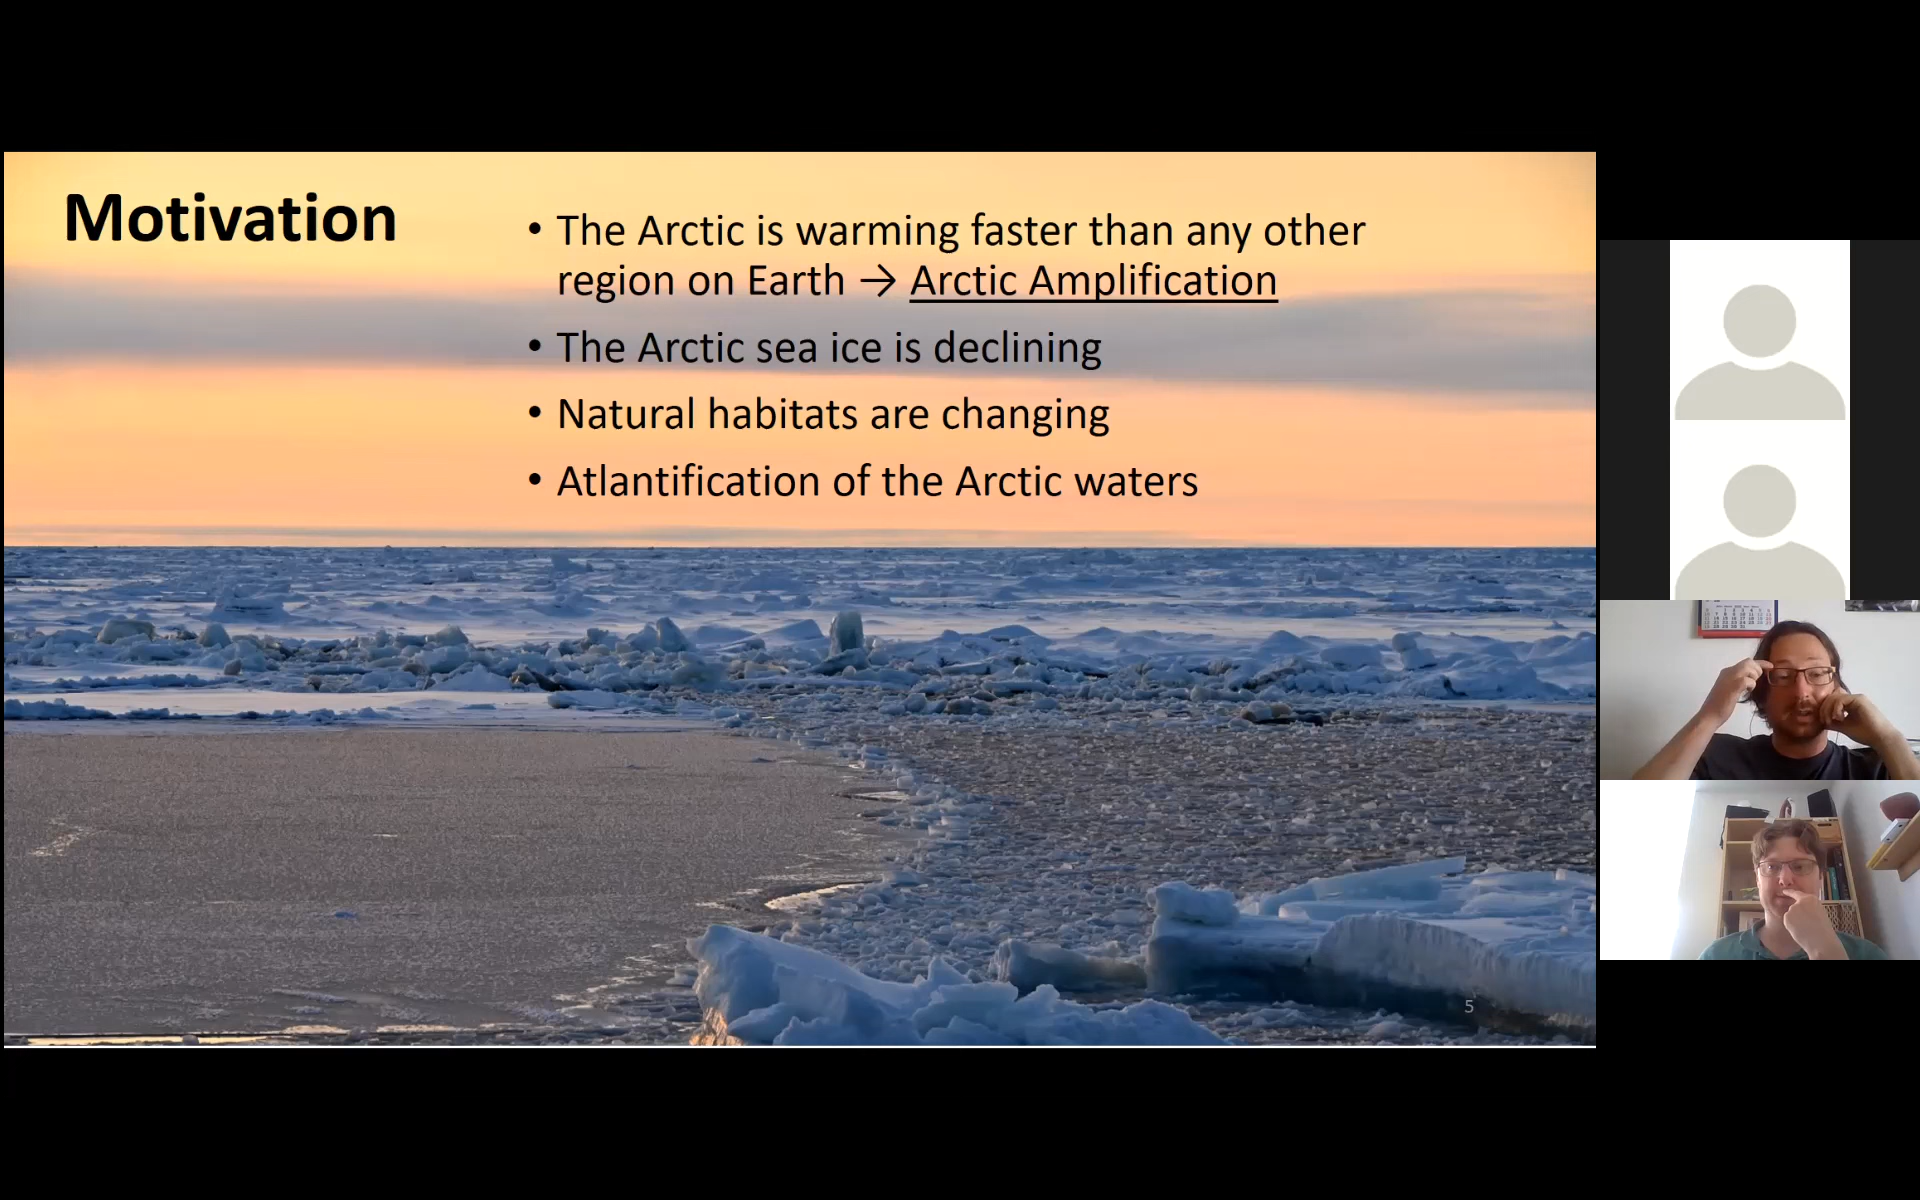 Motivation
• The Arctic is warming faster than any other
region on Earth → Arctic Amplification
• The Arctic sea ice is declining
• Natural habitats are changing
• Atlantification of the Arctic waters
5